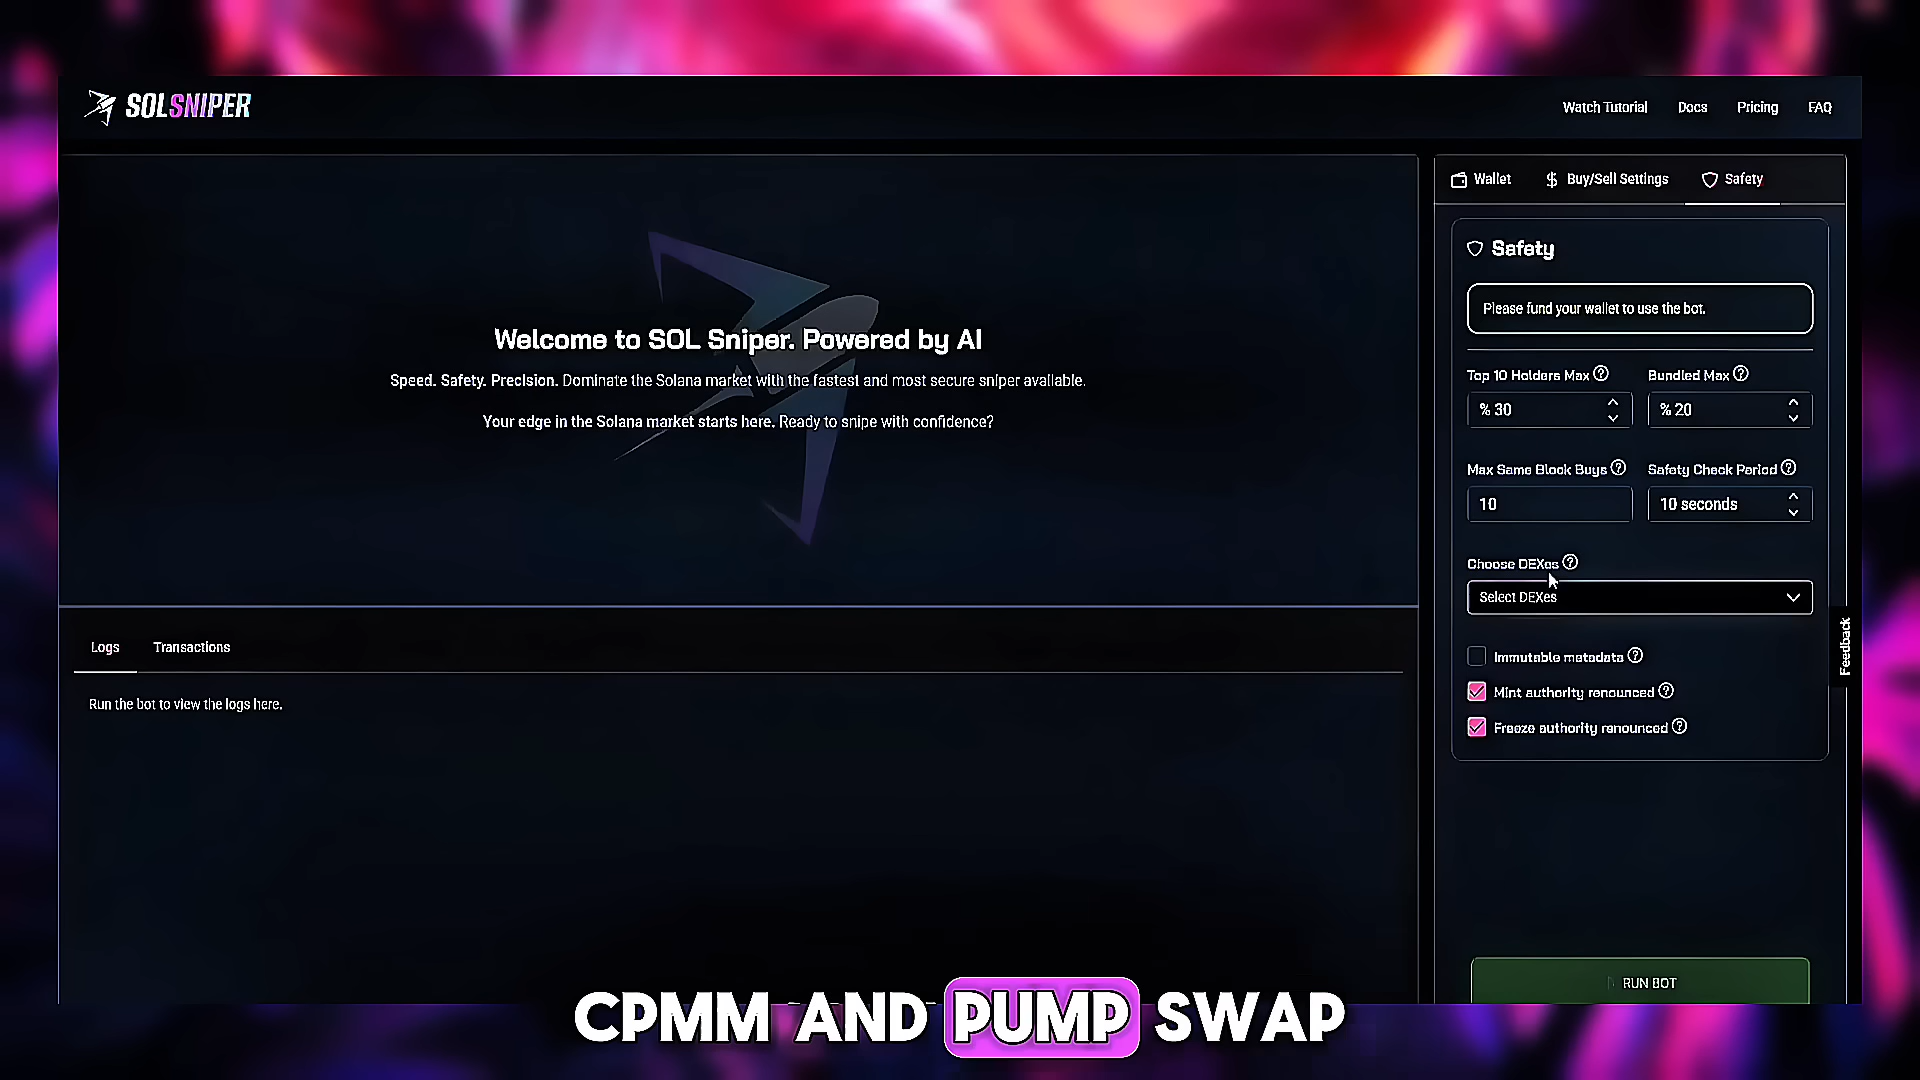 SOLSNIPER
Watch Tutorial
Docs
Pricing
FAQ
Welcome to SOL Sniper. Powered by AI
Speed. Safety. Precision. Dominate the Solana market with the fastest and most secure sniper available.
Your edge in the Solana market starts here. Ready to snipe with confidence?
Logs
Transactions
Run the bot to view the logs here.
Wallet
$ Buy/Sell Settings
Safety
Safety
Please fund your wallet to use the bot.
Top 10 Holders Max
Bundled Max
% 30
% 20
Max Same Block Buys
Safety Check Period
10
10 seconds
Choose DEXes
Select DEXes
Immutable metadata
Mint authority renounced
Freeze authority renounced
Feedback
RUN BOT
CPMM AND PUMP SWAP